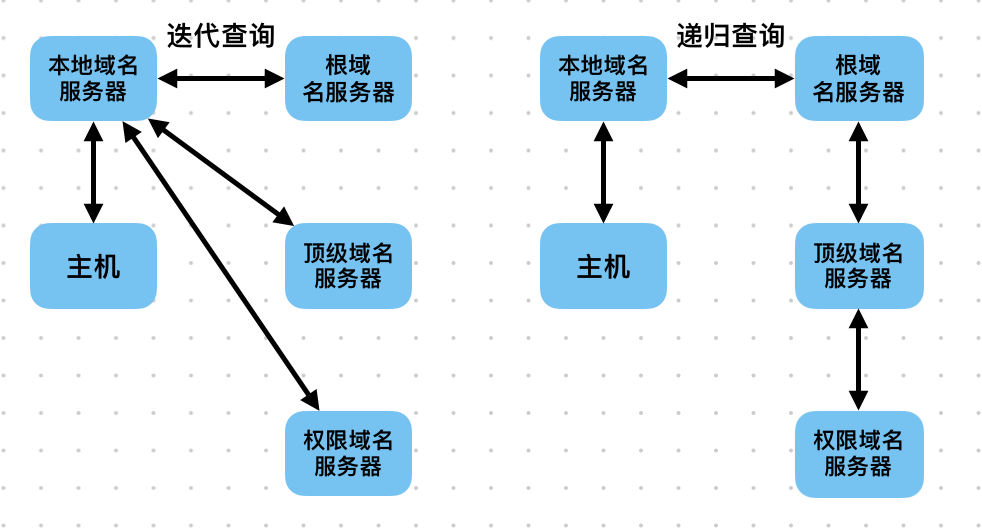 迭代查询
本地域名
服务器
根域
名服务器
主机
顶级域名
服务器
权限域名
服务器
递归查询
本地域名
服务器
根域
名服务器
主机
顶级域名
服务器
权限域名
服务器